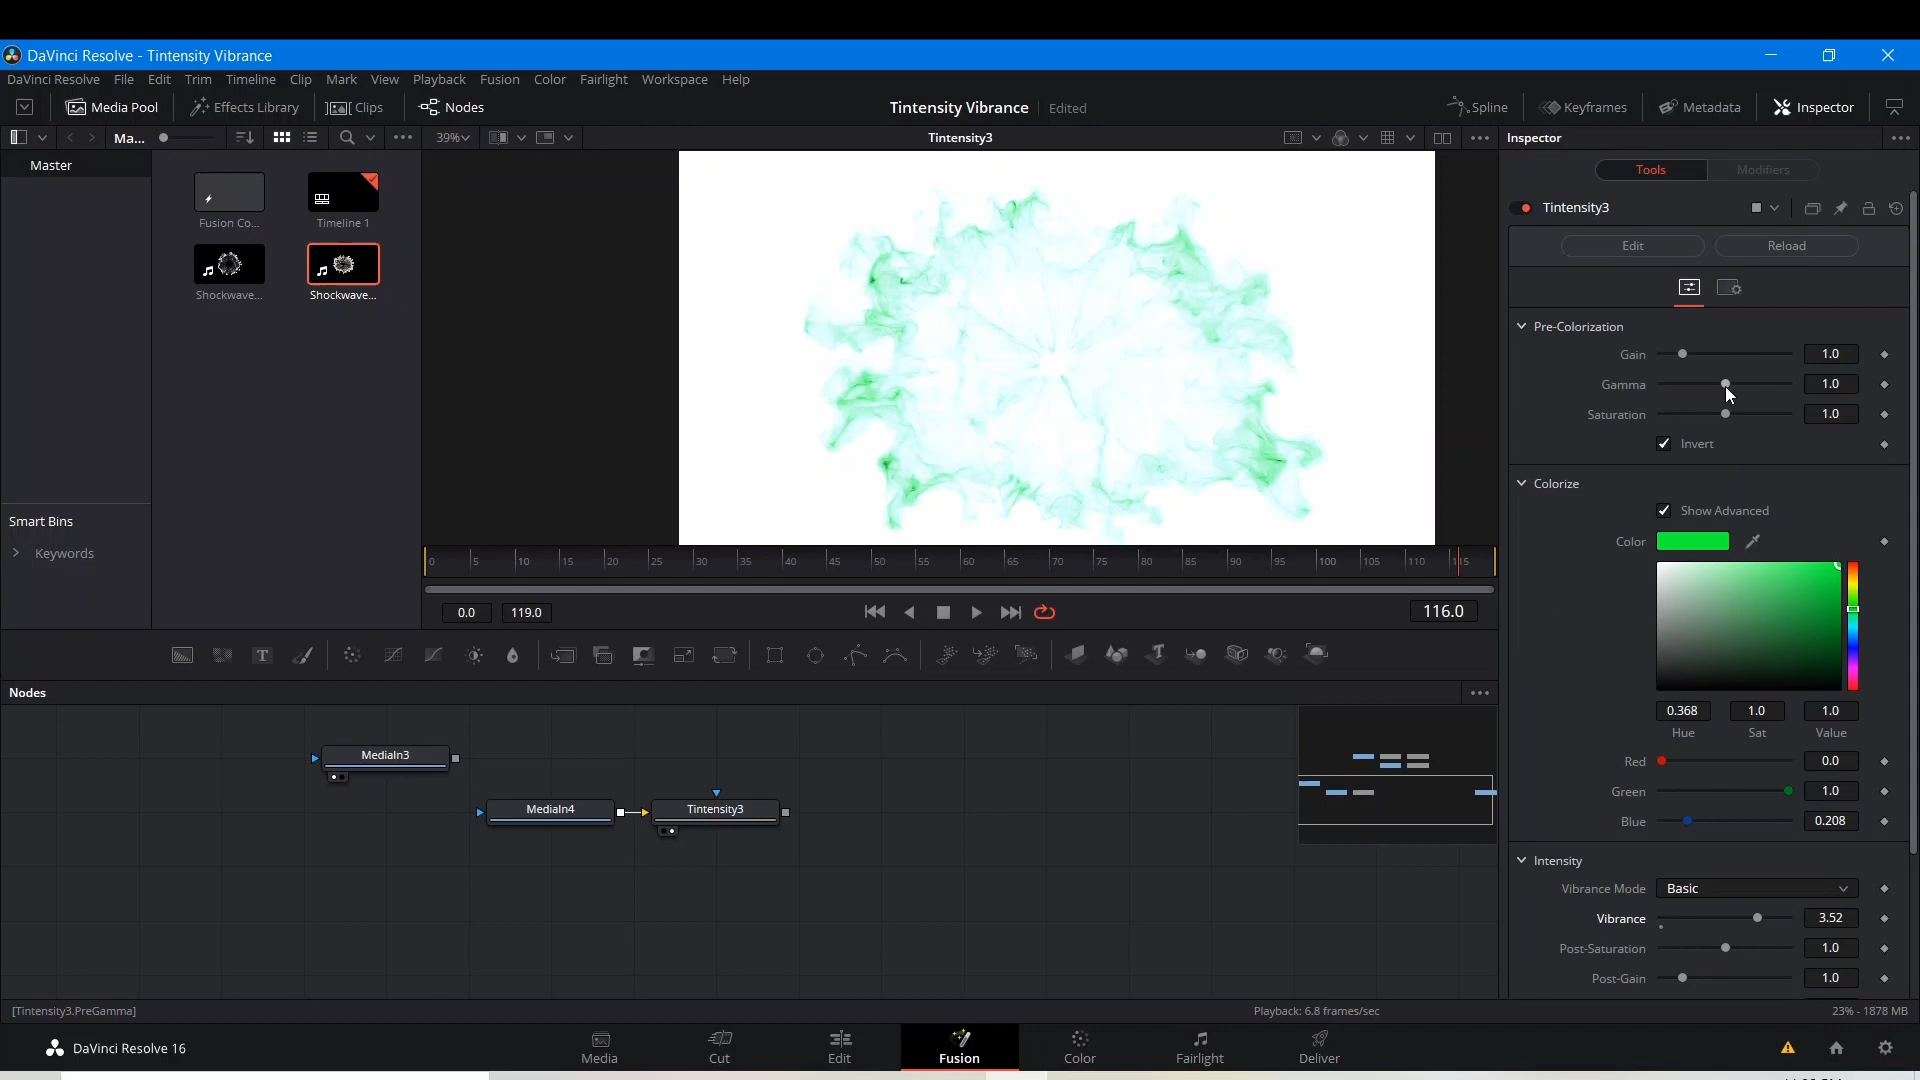 DaVinci Resolve - Tintensity Vibrance
DaVinci Resolve File Edit Trim Timeline Clip Mark View Playback Fusion Color Fairlight Workspace Help
Media Pool Effects Library Clips Nodes Tintensity Vibrance Edited Spline Keyframes Metadata Inspector
Ma... 39% Tintensity3 Inspector
Master
Tools Modifiers
Fusion Co... Timeline 1
Tintensity3
Edit Reload
Shockwave... Shockwave...
Pre-Colorization
Gain 1.0
Gamma 1.0
Saturation 1.0
Invert
Colorize
Show Advanced
Color
Smart Bins
Keywords
0 5 10 15 20 25 30 35 40 45 50 55 60 65 70 75 80 85 90 95 100 105 110 115
0.0 119.0 116.0
Nodes
0.368 1.0 1.0
Hue Sat Value
MediaIn3
Red 0.0
Green 1.0
MediaIn4 Tintensity3
Blue 0.208
Intensity
Vibrance Mode Basic
Vibrance 3.52
Post-Saturation 1.0
Post-Gain 1.0
[Tintensity3.PreGamma] Playback: 6.8 frames/sec 23% - 1878 MB
DaVinci Resolve 16
Media Cut Edit Fusion Color Fairlight Deliver